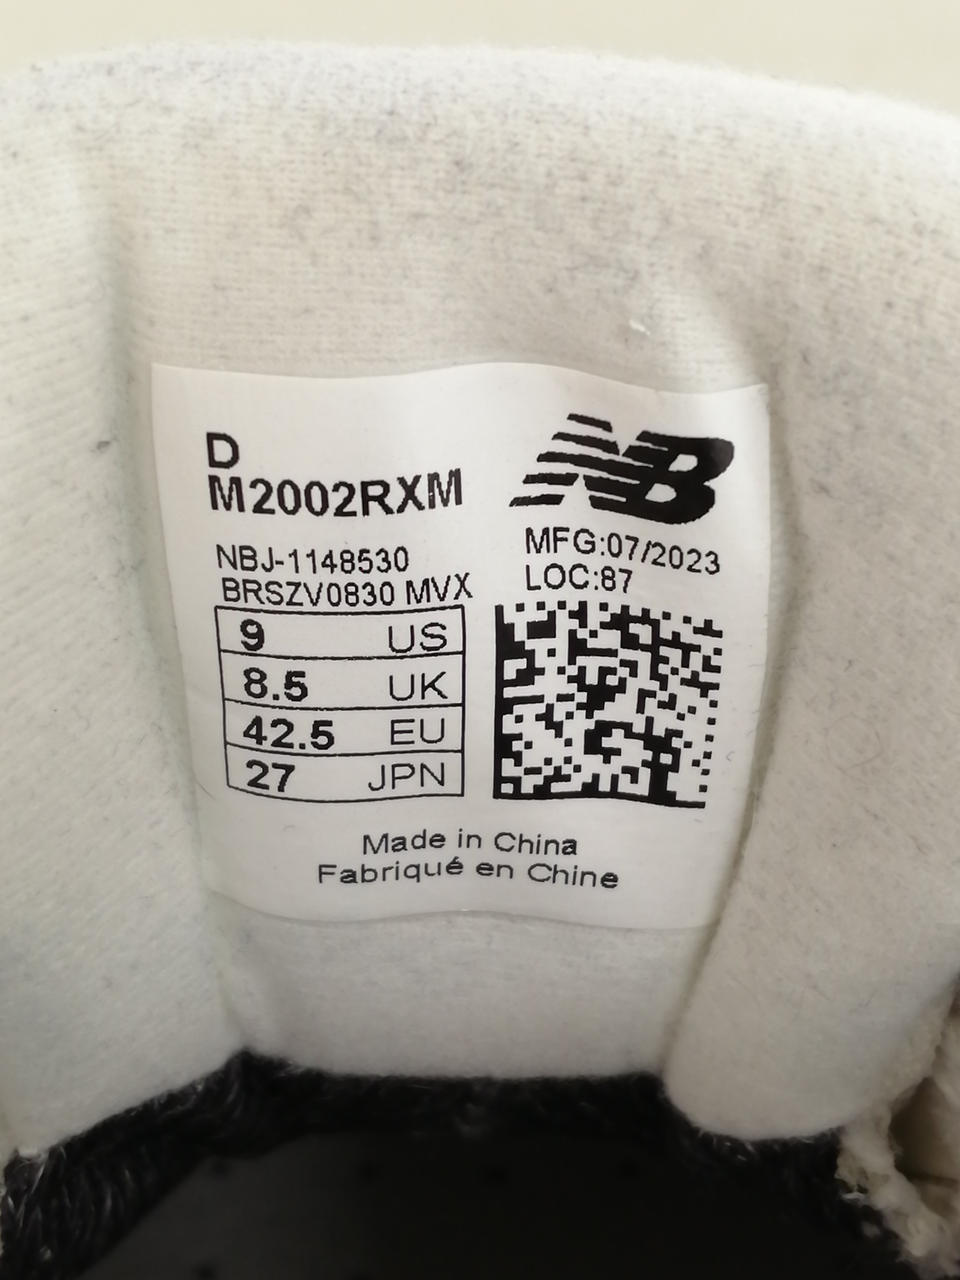 D
M2002RXM
NB
MFG:07/2023
LOC:87
NBJ-1148530
BRSZV0830 MVX
9 US
8.5 UK
42.5 EU
27 JPN
Made in China
Fabriqué en Chine